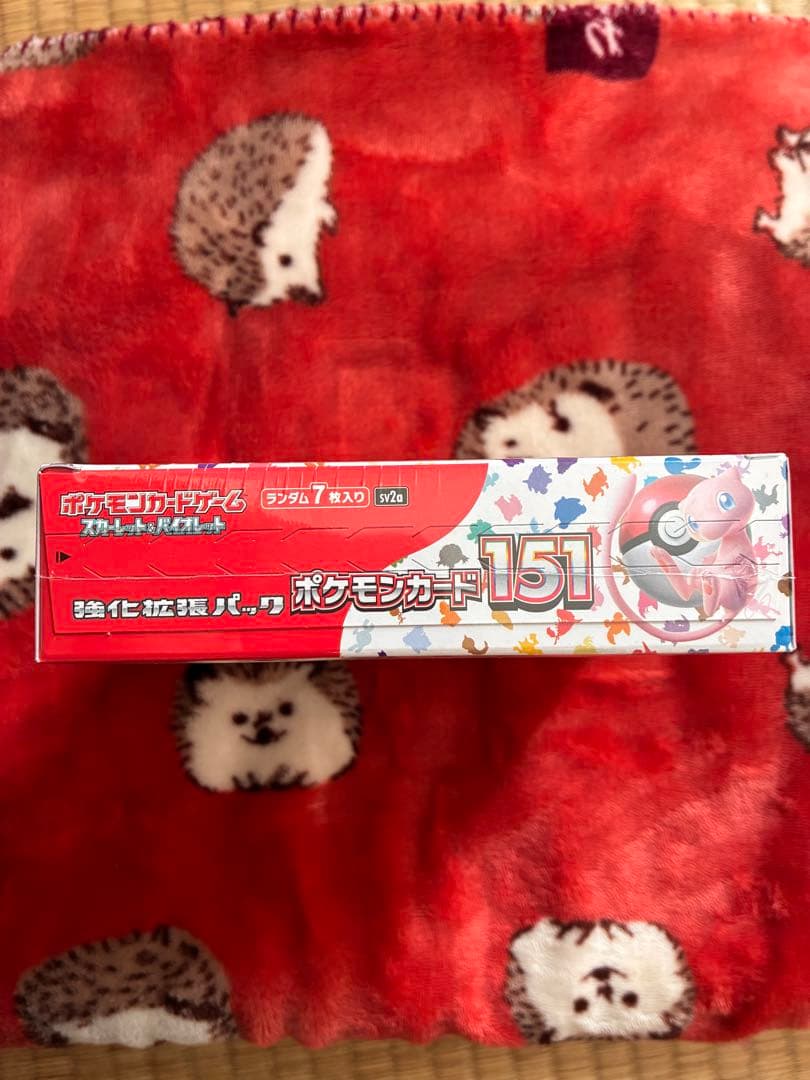 ポケモンカードゲーム
スカーレット&バイオレット
ランダム7枚入り
sv2a
強化拡張パック
ポケモンカード151